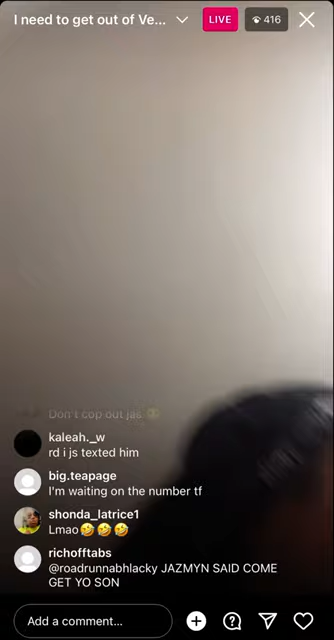 I need to get out of Ve...
LIVE
416
Don't cop out jas
kaleah._w
rd i js texted him
big.teapage
I'm waiting on the number tf
shonda_latrice1
Lmao🤣🤣🤣
richofftabs
@roadrunnabhlacky JAZMYN SAID COME
GET YO SON
Add a comment...